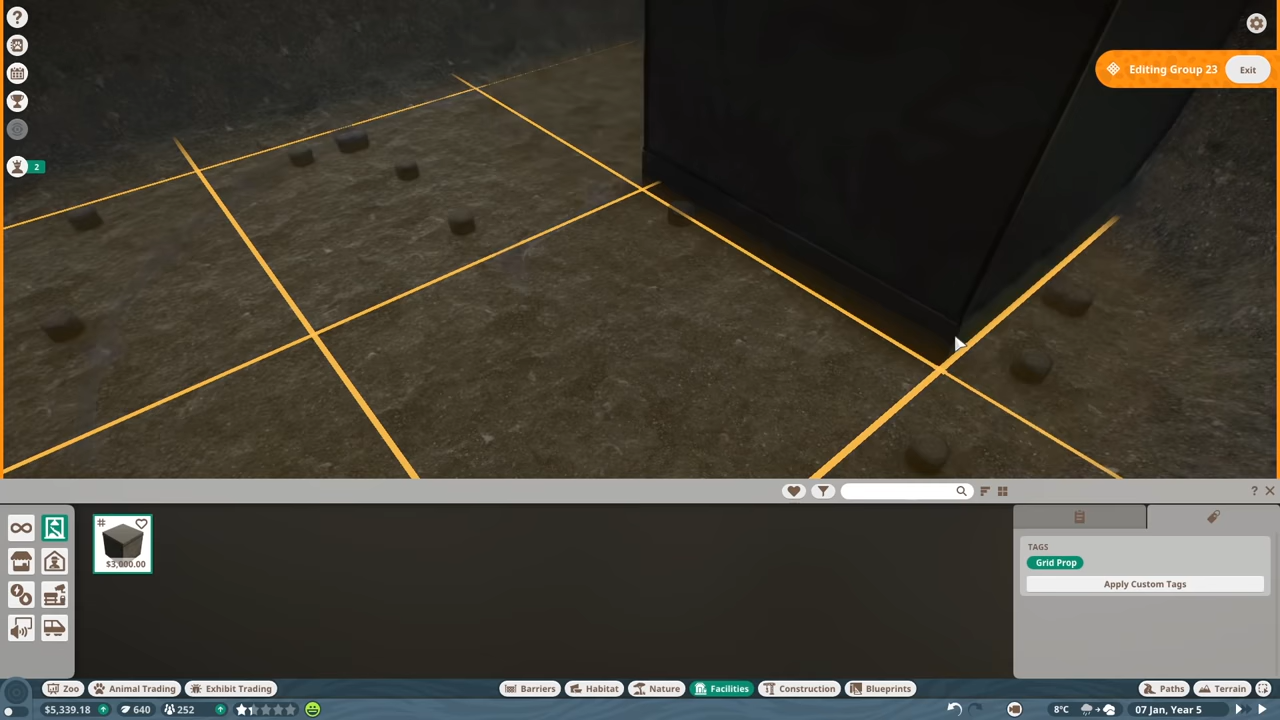 Editing Group 23
Exit
2
$3,000.00
TAGS
Grid Prop
Apply Custom Tags
Zoo
Animal Trading
Exhibit Trading
Barriers
Habitat
Nature
Facilities
Construction
Blueprints
Paths
Terrain
$5,339.18
640
252
8°C
07 Jan, Year 5